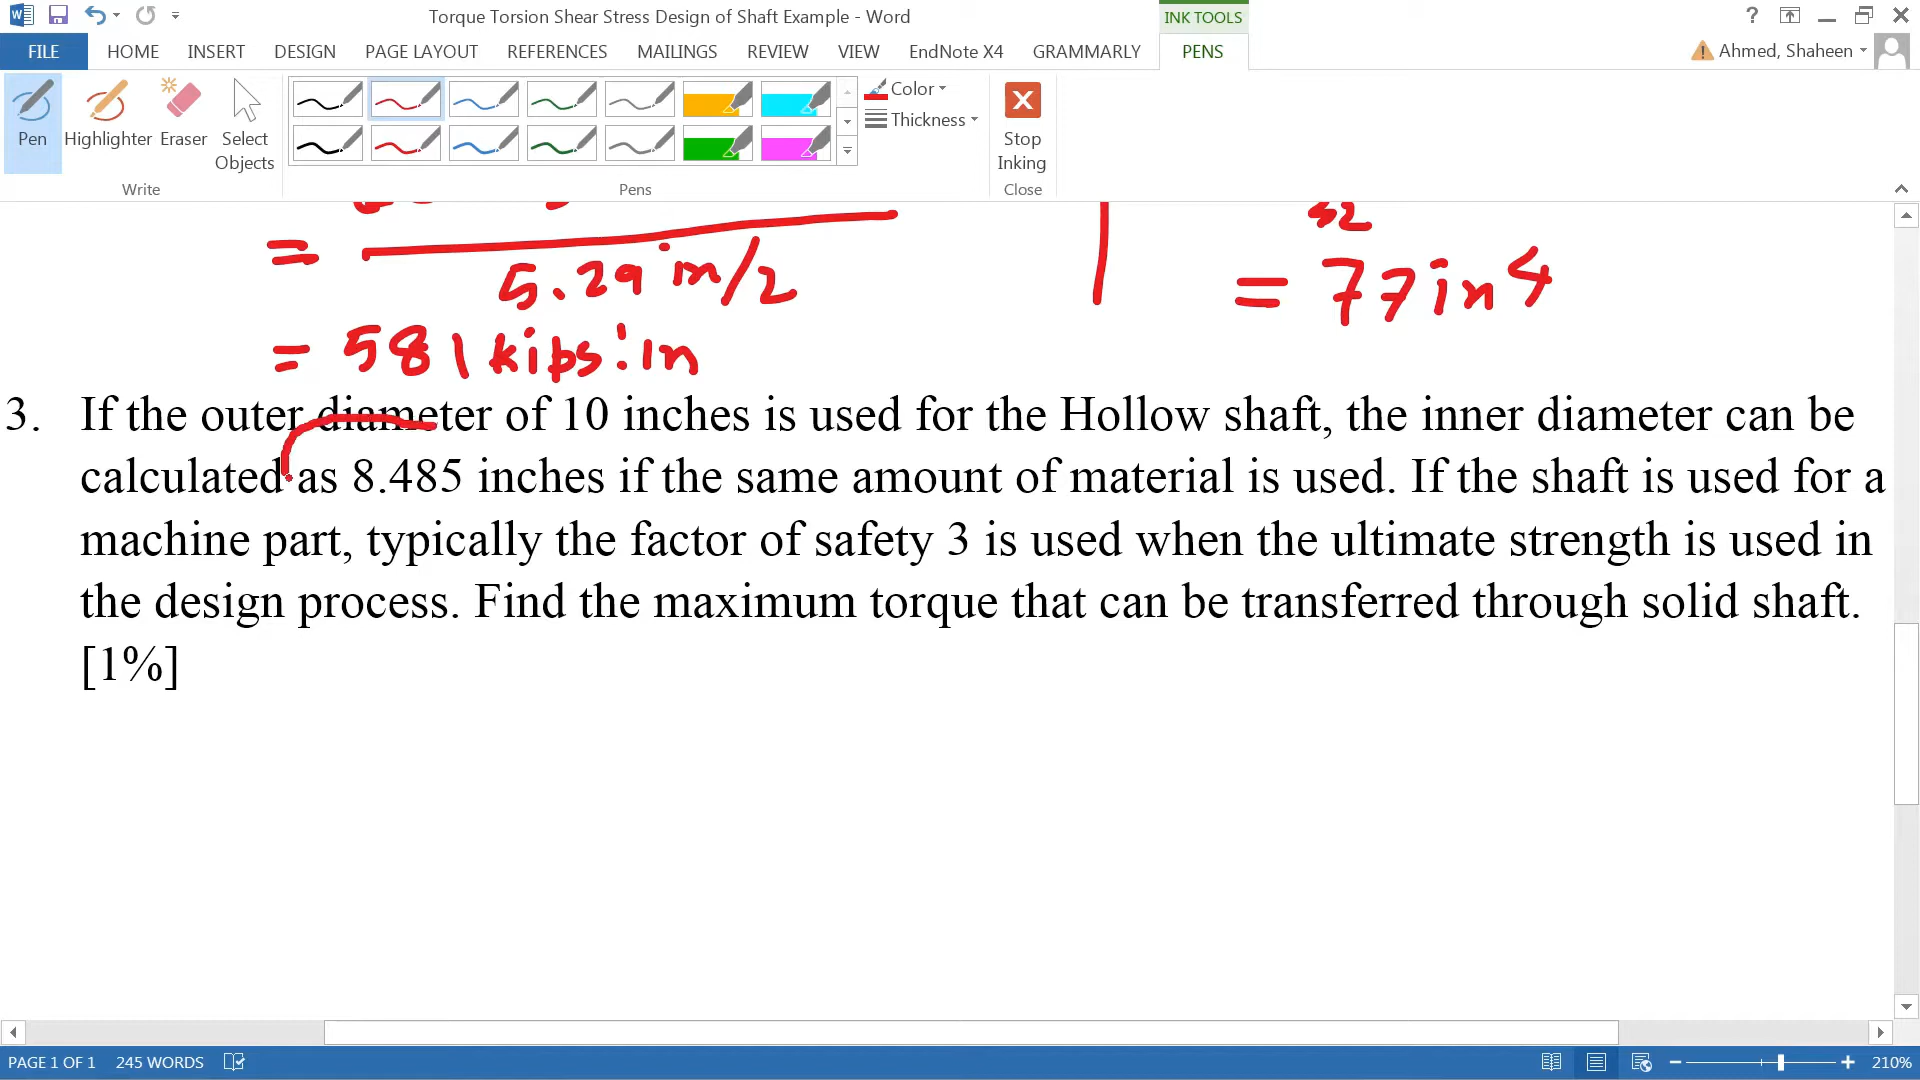 Torque Torsion Shear Stress Design of Shaft Example - Word
INK TOOLS
FILE HOME INSERT DESIGN PAGE LAYOUT REFERENCES MAILINGS REVIEW VIEW EndNote X4 GRAMMARLY PENS
Ahmed, Shaheen
Pen Highlighter Eraser Select Objects
Color
Thickness
Stop Inking
Write Pens Close
32
= 5.29 in/2
= 77 in 4
= 581 kips·in
3. If the outer diameter of 10 inches is used for the Hollow shaft, the inner diameter can be
calculated as 8.485 inches if the same amount of material is used. If the shaft is used for a
machine part, typically the factor of safety 3 is used when the ultimate strength is used in
the design process. Find the maximum torque that can be transferred through solid shaft.
[1%]
PAGE 1 OF 1 245 WORDS 210%